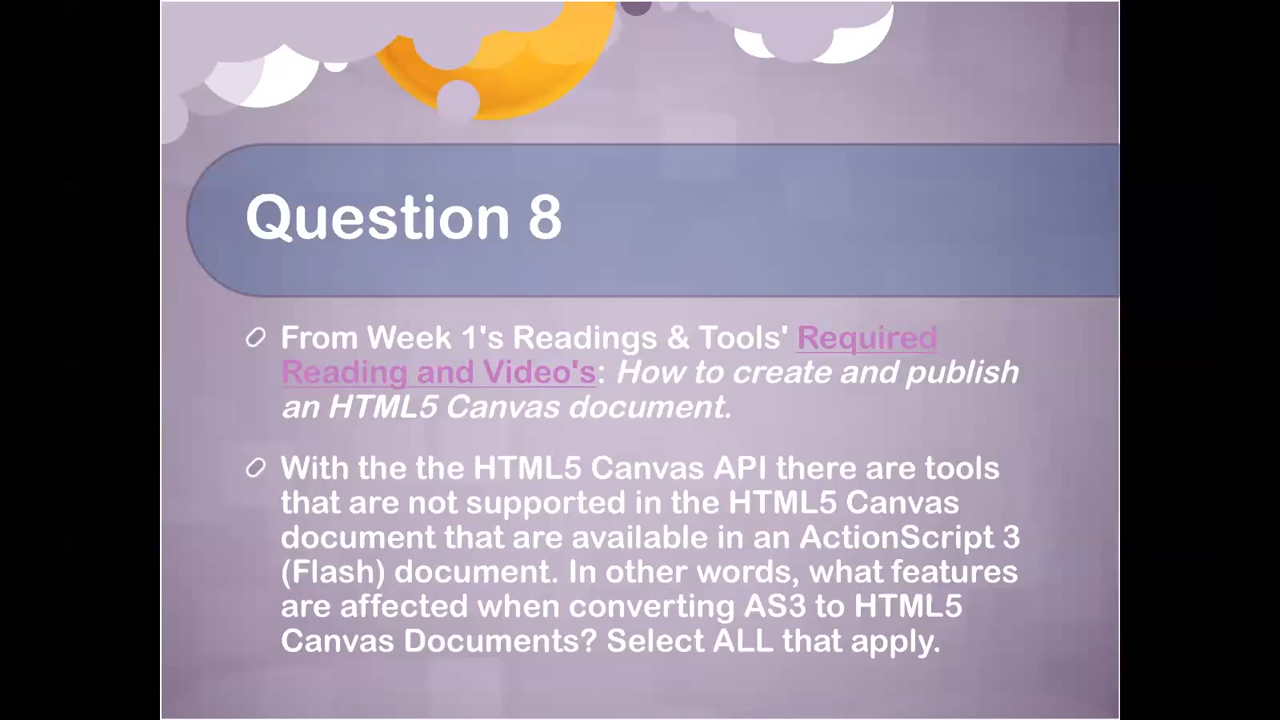 Question 8
From Week 1's Readings & Tools' Required
Reading and Video's: How to create and publish
an HTML5 Canvas document.
With the the HTML5 Canvas API there are tools
that are not supported in the HTML5 Canvas
document that are available in an ActionScript 3
(Flash) document. In other words, what features
are affected when converting AS3 to HTML5
Canvas Documents? Select ALL that apply.